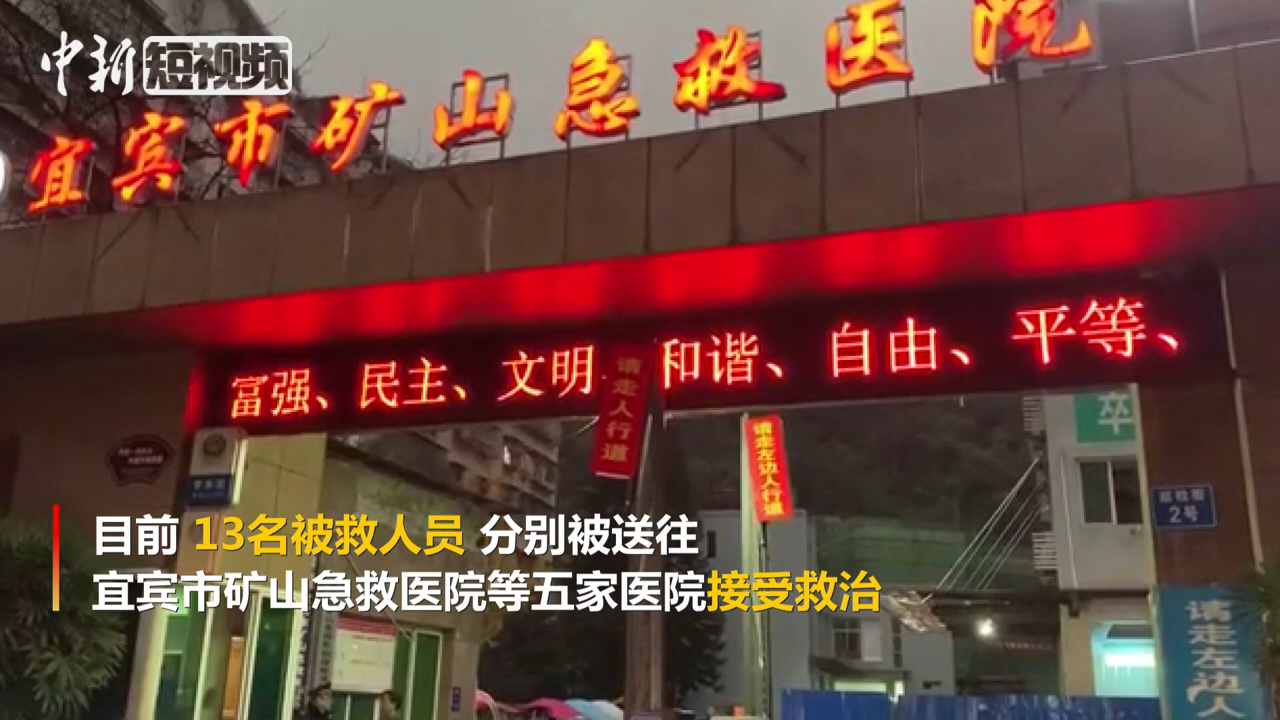 中新短视频
宜宾市矿山急救医院
富强、民主、文明、和谐、自由、平等、
请走人行道
请走左边人行道
2号
请走左边人
目前 13名被救人员 分别被送往
宜宾市矿山急救医院等五家医院接受救治